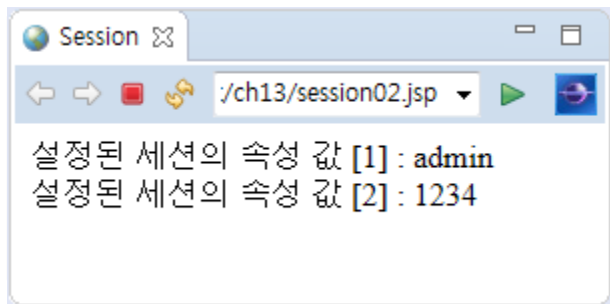 Session
:/ch13/session02.jsp
설정된 세션의 속성 값 [1] : admin
설정된 세션의 속성 값 [2] : 1234